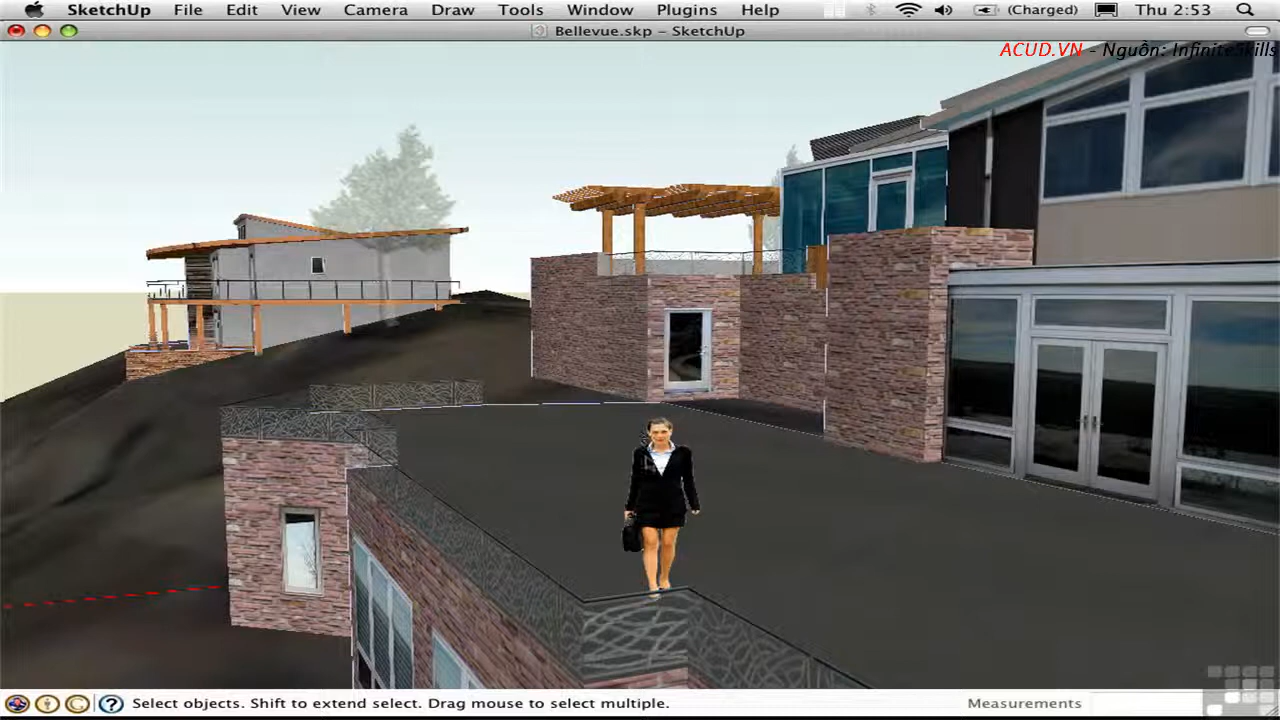 SketchUp File Edit View Camera Draw Tools Window Plugins Help (Charged) Thu 2:53
Bellevue.skp – SketchUp
ACUD.VN - Nguồn: InfiniteSkills
Select objects. Shift to extend select. Drag mouse to select multiple. Measurements